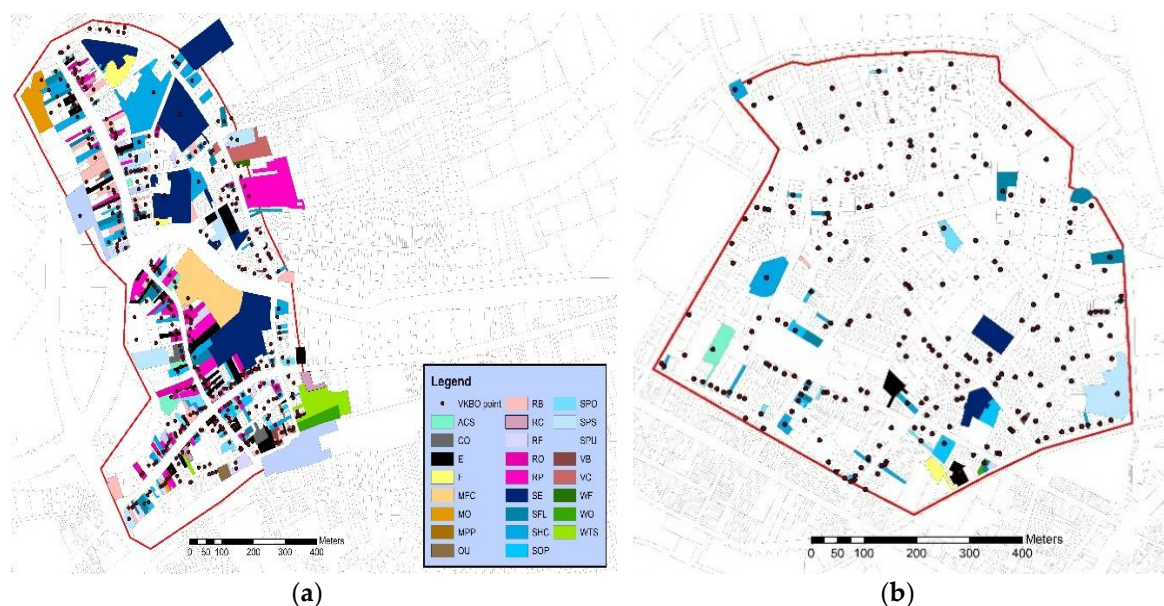 Legend
VKBO point
ACS
CO
E
F
MFC
MO
MPP
OU
RB
RC
RF
RO
RP
SE
SFL
SHC
SOP
SPO
SPS
SPU
VB
VC
WF
WO
WTS
Meters
0 50 100 200 300 400
Meters
0 50 100 200 300 400
(a)
(b)